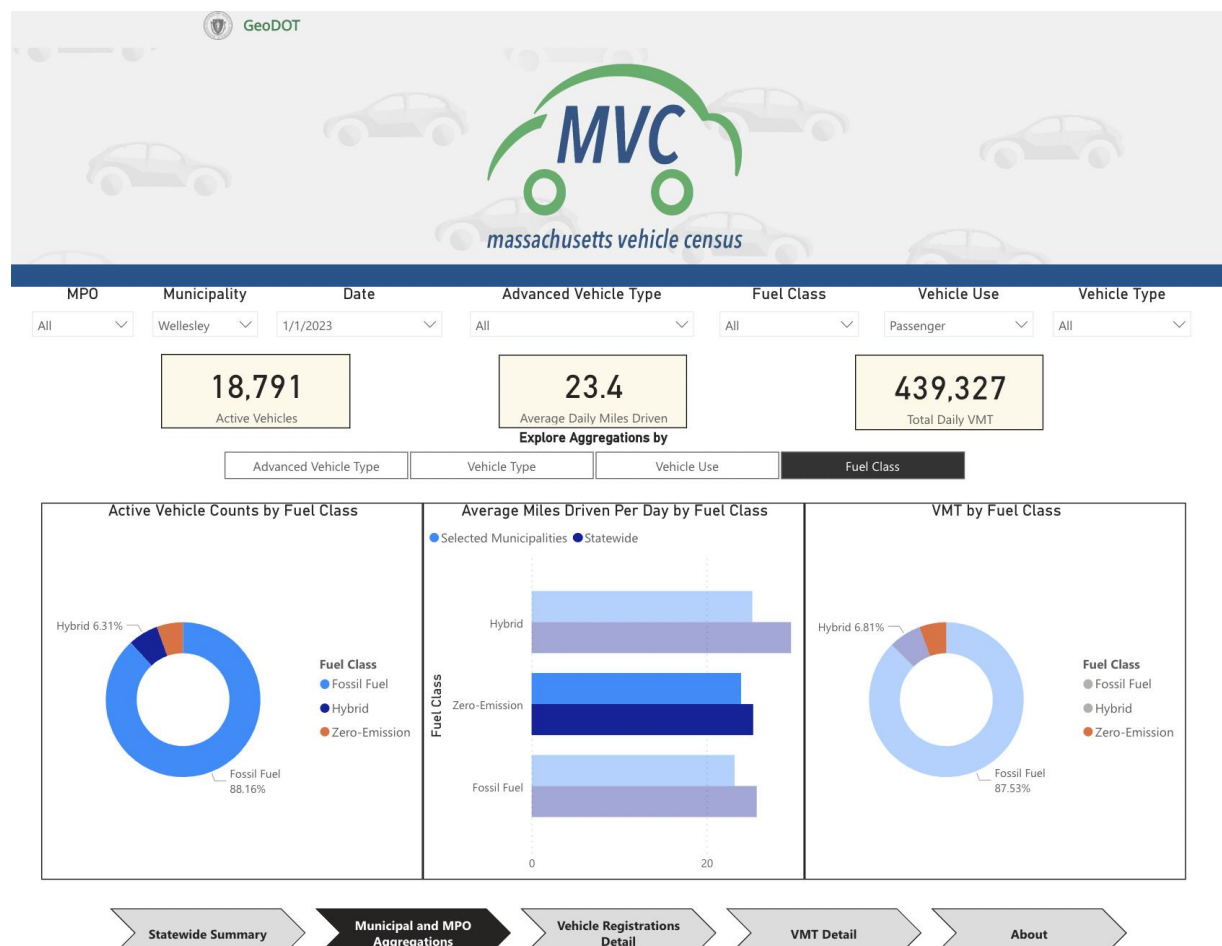 GeoDOT
MVC
massachusetts vehicle census
MPO Municipality Date Advanced Vehicle Type Fuel Class Vehicle Use Vehicle Type
All Wellesley 1/1/2023 All All Passenger All
18,791 23.4 439,327
Active Vehicles Average Daily Miles Driven Total Daily VMT
Explore Aggregations by
Advanced Vehicle Type Vehicle Type Vehicle Use Fuel Class
Active Vehicle Counts by Fuel Class
Hybrid 6.31%
Fossil Fuel
88.16%
Fuel Class
Fossil Fuel
Hybrid
Zero-Emission
Average Miles Driven Per Day by Fuel Class
Selected Municipalities Statewide
Fuel Class
Hybrid
Zero-Emission
Fossil Fuel
0 20
VMT by Fuel Class
Hybrid 6.81%
Fossil Fuel
87.53%
Fuel Class
Fossil Fuel
Hybrid
Zero-Emission
Statewide Summary
Municipal and MPO
Aggregations
Vehicle Registrations
Detail
VMT Detail
About